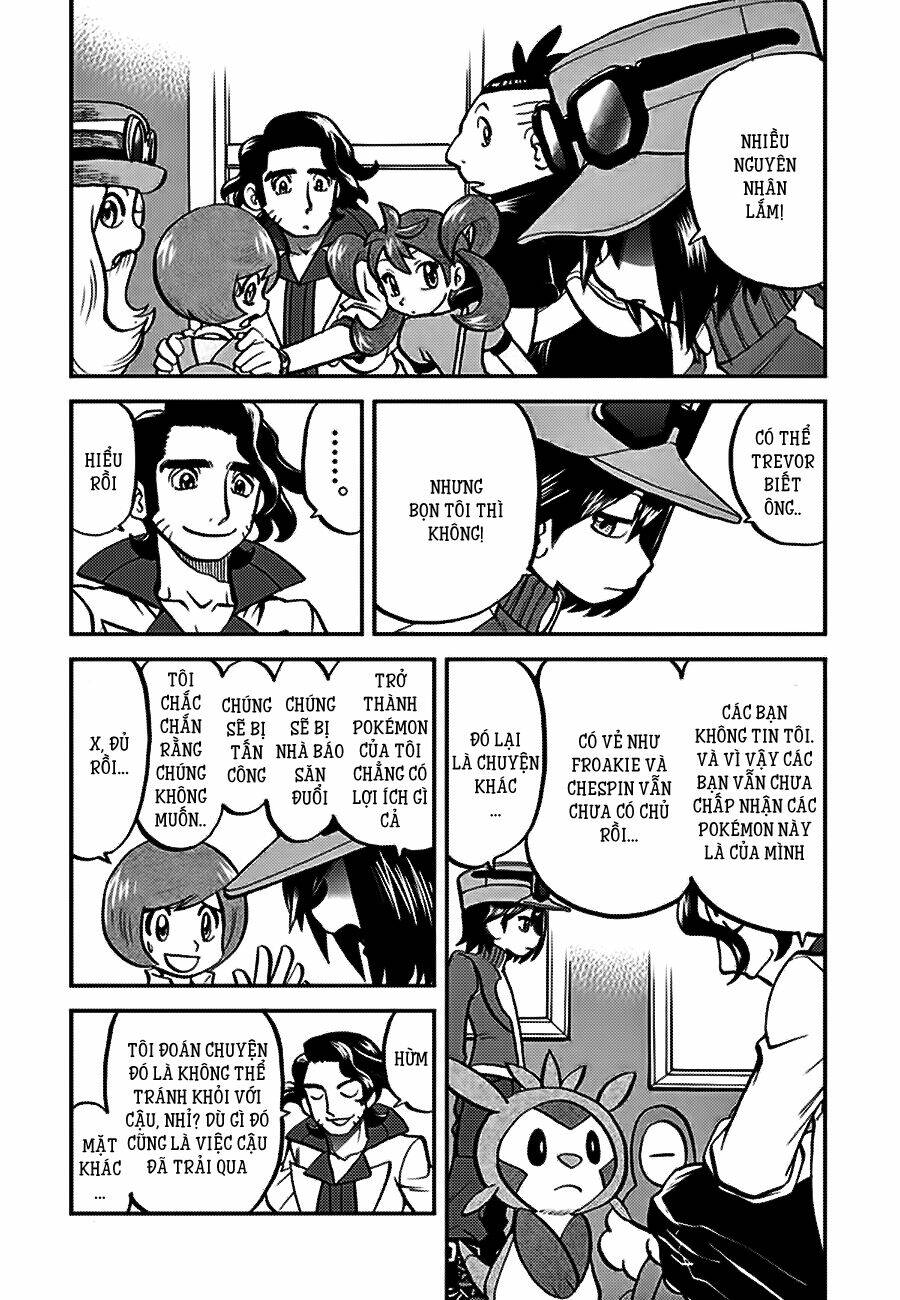 NHIỀU
NGUYÊN
NHÂN
LẮM!
CÓ THỂ
TREVOR
BIẾT
ÔNG..
NHƯNG
BỌN TÔI THÌ
KHÔNG!
......
HIỂU
RỒI
CÁC BẠN
KHÔNG TIN TÔI.
VÀ VÌ VẬY CÁC
BẠN VẪN CHƯA
CHẤP NHẬN CÁC
POKÉMON NÀY
LÀ CỦA MÌNH
CÓ VẺ NHƯ
FROAKIE VÀ
CHESPIN VẪN
CHƯA CÓ CHỦ
RỒI...
ĐÓ LẠI
LÀ CHUYỆN
KHÁC
...
TRỞ
THÀNH
POKÉMON
CỦA TÔI
CHẲNG CÓ
LỢI ÍCH GÌ
CẢ
CHÚNG
SẼ BỊ
NHÀ BÁO
SĂN
ĐUỔI
CHÚNG
SẼ BỊ
TẤN
CÔNG
TÔI
CHẮC
CHẮN
RẰNG
CHÚNG
KHÔNG
MUỐN..
X, ĐỦ
RỒI...
HỪM
TÔI ĐOÁN CHUYỆN
ĐÓ LÀ KHÔNG THỂ
TRÁNH KHỎI VỚI
CẬU, NHỈ? DÙ GÌ ĐÓ
CŨNG LÀ VIỆC CẬU
ĐÃ TRẢI QUA
MẶT
KHÁC
...